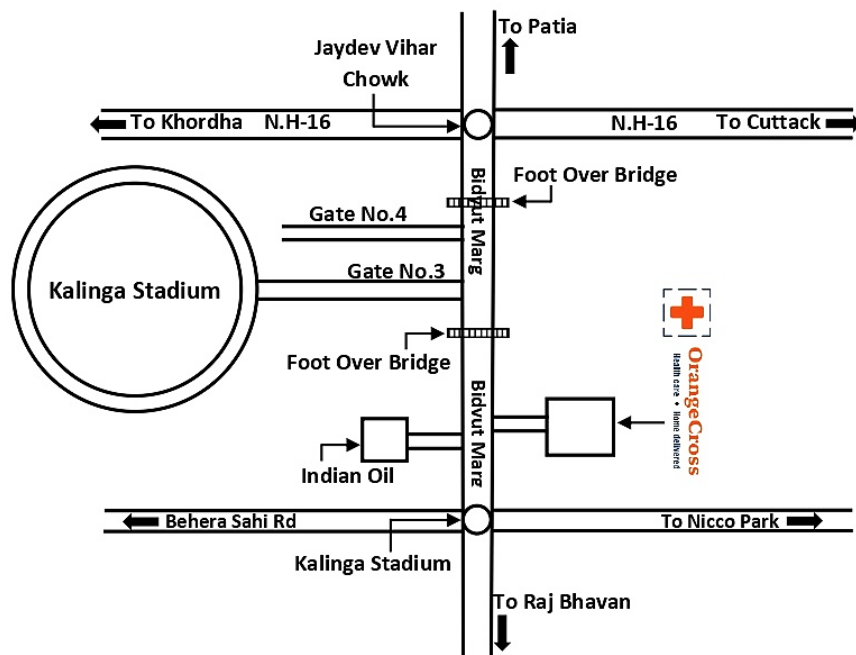 To Patia
Jaydev Vihar
Chowk
To Khordha N.H-16
N.H-16 To Cuttack
Bidyut Marg
Foot Over Bridge
Gate No.4
Gate No.3
Kalinga Stadium
Foot Over Bridge
OrangeCross
Health care • Home delivered
Bidyut Marg
Indian Oil
Behera Sahi Rd
To Nicco Park
Kalinga Stadium
To Raj Bhavan